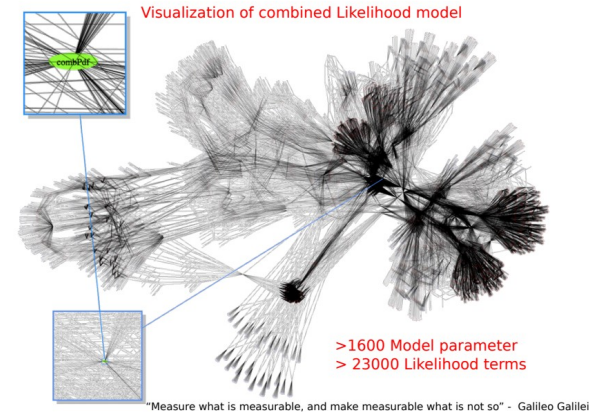 Visualization of combined Likelihood model
combPdf
>1600 Model parameter
> 23000 Likelihood terms
“Measure what is measurable, and make measurable what is not so” - Galileo Galilei